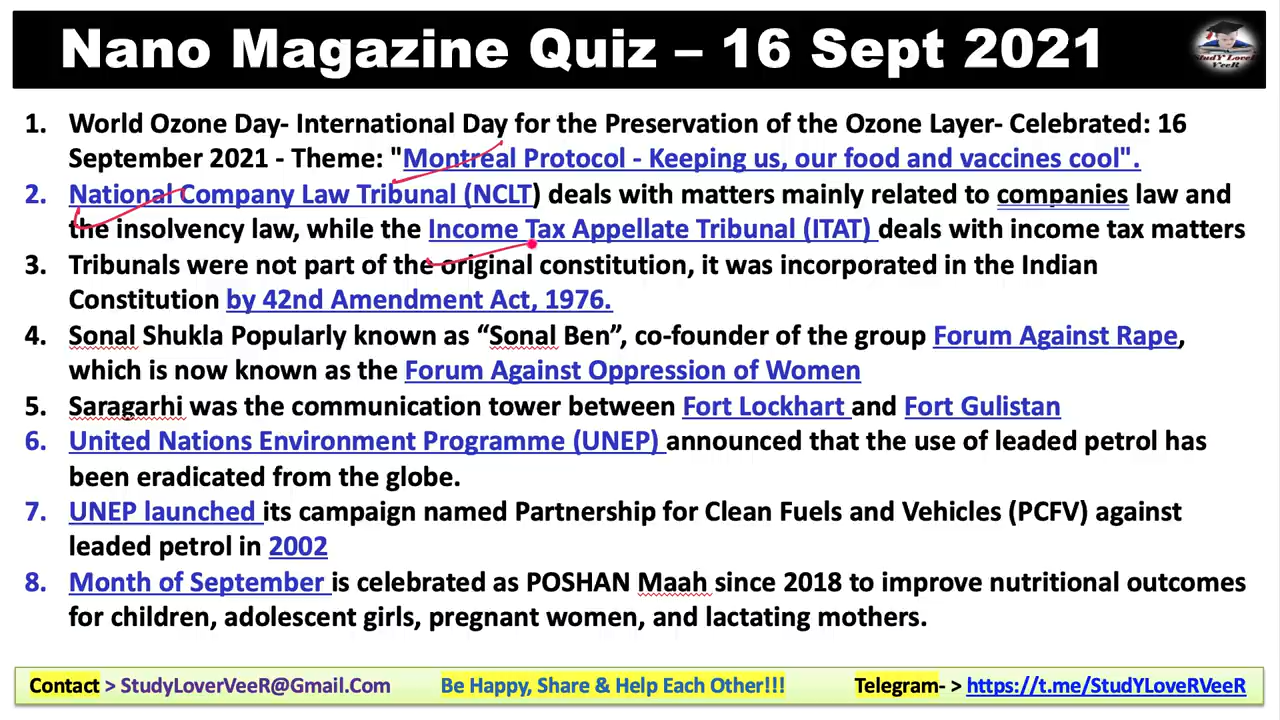 Nano Magazine Quiz – 16 Sept 2021
StudY LoveR
VeeR
1. World Ozone Day- International Day for the Preservation of the Ozone Layer- Celebrated: 16
September 2021 - Theme: "Montreal Protocol - Keeping us, our food and vaccines cool".
2. National Company Law Tribunal (NCLT) deals with matters mainly related to companies law and
the insolvency law, while the Income Tax Appellate Tribunal (ITAT) deals with income tax matters
3. Tribunals were not part of the original constitution, it was incorporated in the Indian
Constitution by 42nd Amendment Act, 1976.
4. Sonal Shukla Popularly known as “Sonal Ben”, co-founder of the group Forum Against Rape,
which is now known as the Forum Against Oppression of Women
5. Saragarhi was the communication tower between Fort Lockhart and Fort Gulistan
6. United Nations Environment Programme (UNEP) announced that the use of leaded petrol has
been eradicated from the globe.
7. UNEP launched its campaign named Partnership for Clean Fuels and Vehicles (PCFV) against
leaded petrol in 2002
8. Month of September is celebrated as POSHAN Maah since 2018 to improve nutritional outcomes
for children, adolescent girls, pregnant women, and lactating mothers.
Contact > StudyLoverVeeR@Gmail.Com Be Happy, Share & Help Each Other!!! Telegram- > https://t.me/StudYLoveRVeeR